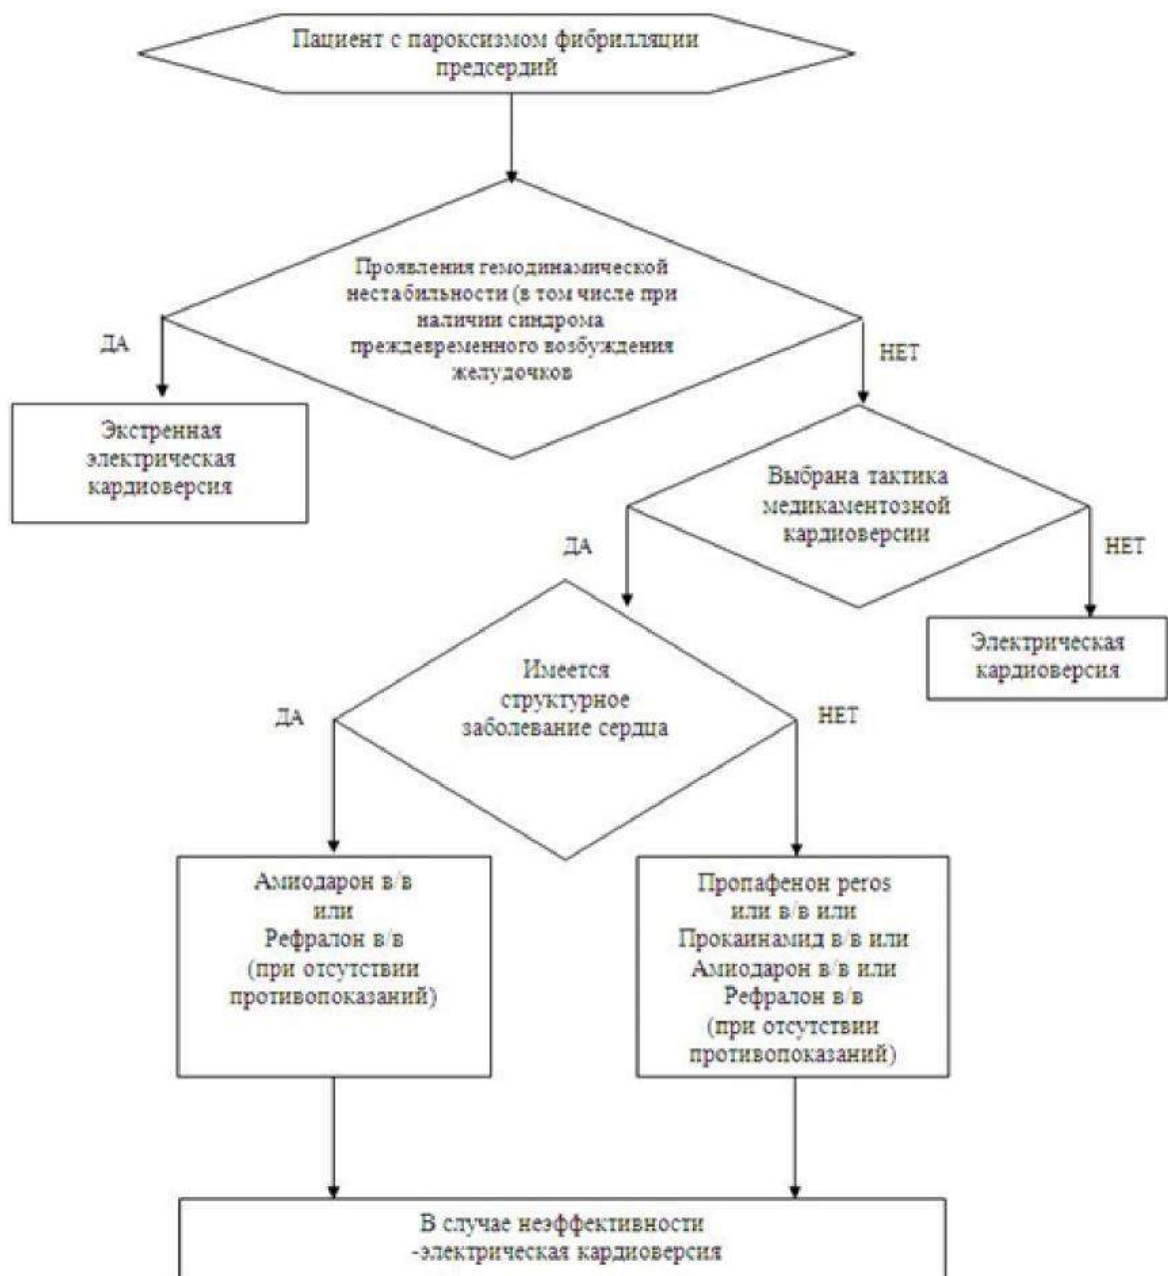 Пациент с пароксизмом фибрилляции
предсердий
Проявления гемодинамической
нестабильности (в том числе при
наличии синдрома
преждевременного возбуждения
желудочков
ДА
НЕТ
Экстренная
электрическая
кардиоверсия
Выбрана тактика
медикаментозной
кардиоверсии
ДА
НЕТ
Электрическая
кардиоверсия
Имеется
структурное
заболевание сердца
ДА
НЕТ
Амиодарон в/в
или
Рефралон в/в
(при отсутствии
противопоказаний)
Пропафенон peros
или в/в или
Прокаинамид в/в или
Амиодарон в/в или
Рефралон в/в
(при отсутствии
противопоказаний)
В случае неэффективности
-электрическая кардиоверсия